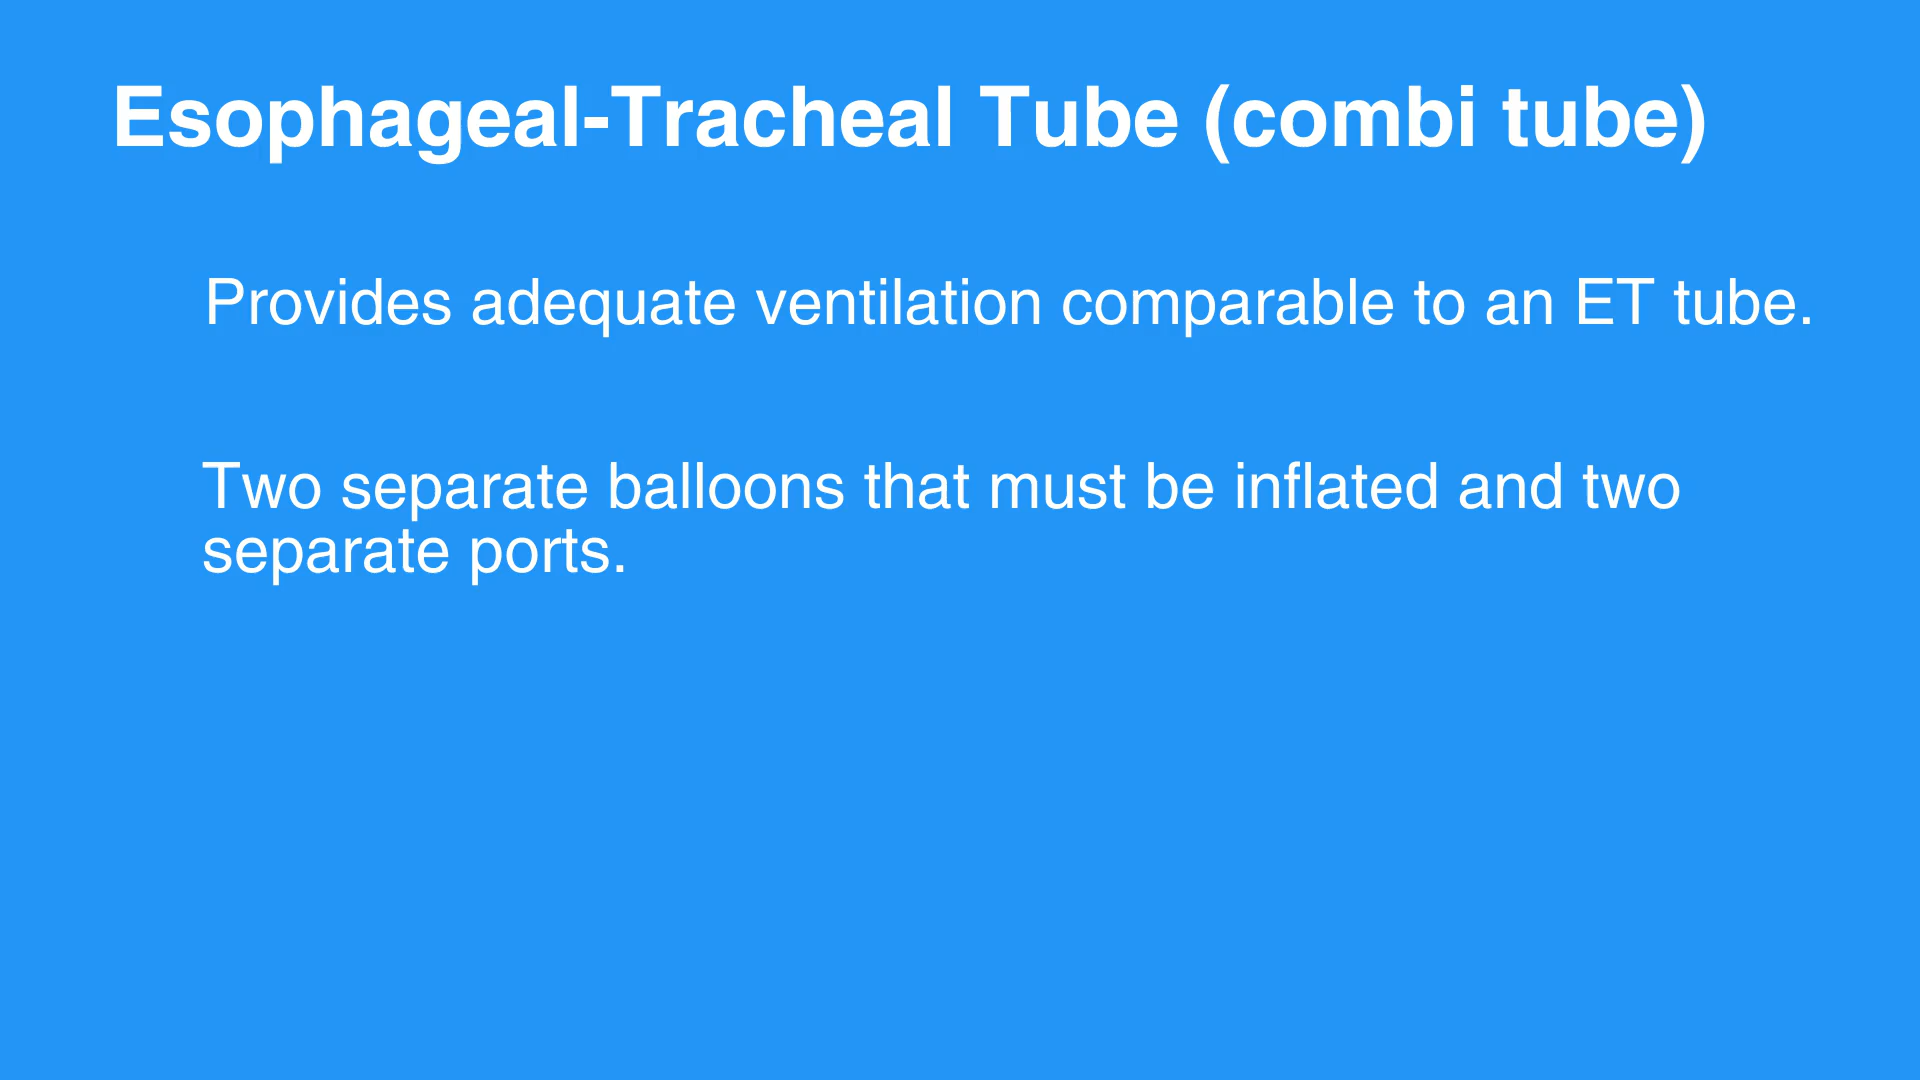 Esophageal-Tracheal Tube (combi tube)
Provides adequate ventilation comparable to an ET tube.
Two separate balloons that must be inflated and two
separate ports.